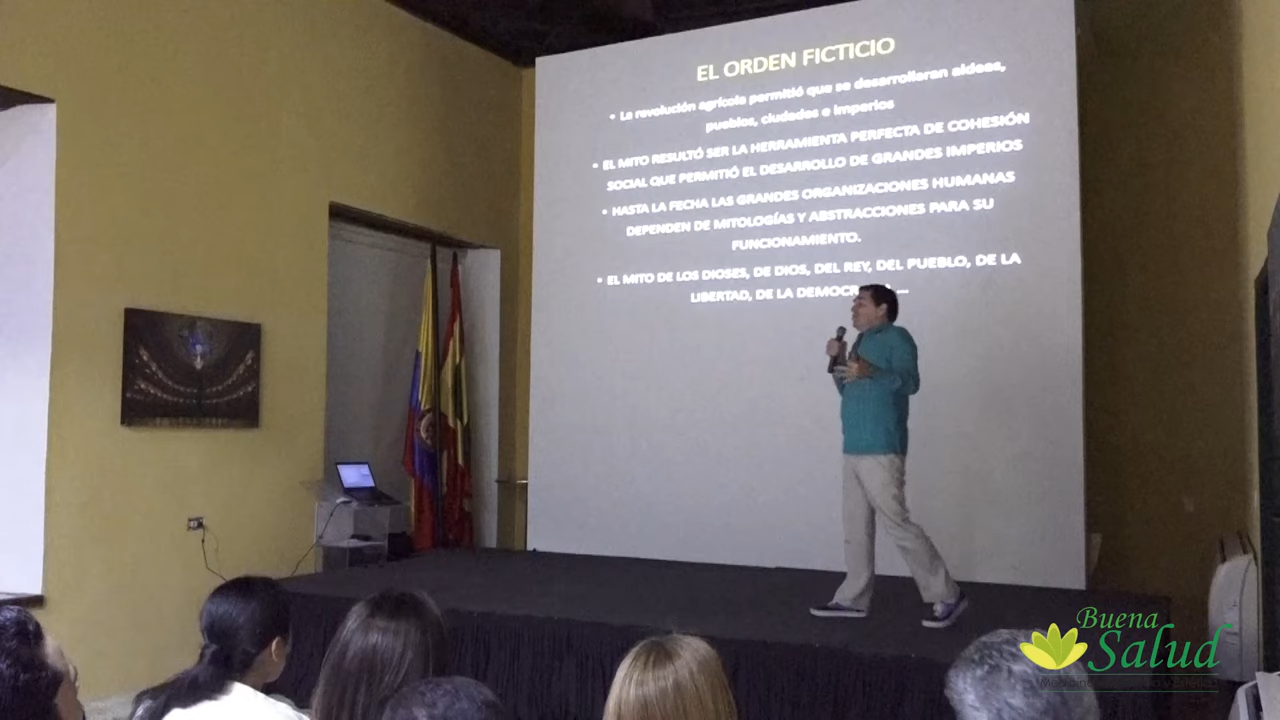 EL ORDEN FICTICIO
• La revolución agrícola permitió que se desarrollaran aldeas,
pueblos, ciudades e imperios
• EL MITO RESULTÓ SER LA HERRAMIENTA PERFECTA DE COHESIÓN
SOCIAL QUE PERMITIÓ EL DESARROLLO DE GRANDES IMPERIOS
• HASTA LA FECHA LAS GRANDES ORGANIZACIONES HUMANAS
DEPENDEN DE MITOLOGÍAS Y ABSTRACCIONES PARA SU
FUNCIONAMIENTO.
• EL MITO DE LOS DIOSES, DE DIOS, DEL REY, DEL PUEBLO, DE LA
LIBERTAD, DE LA
Buena
Salud